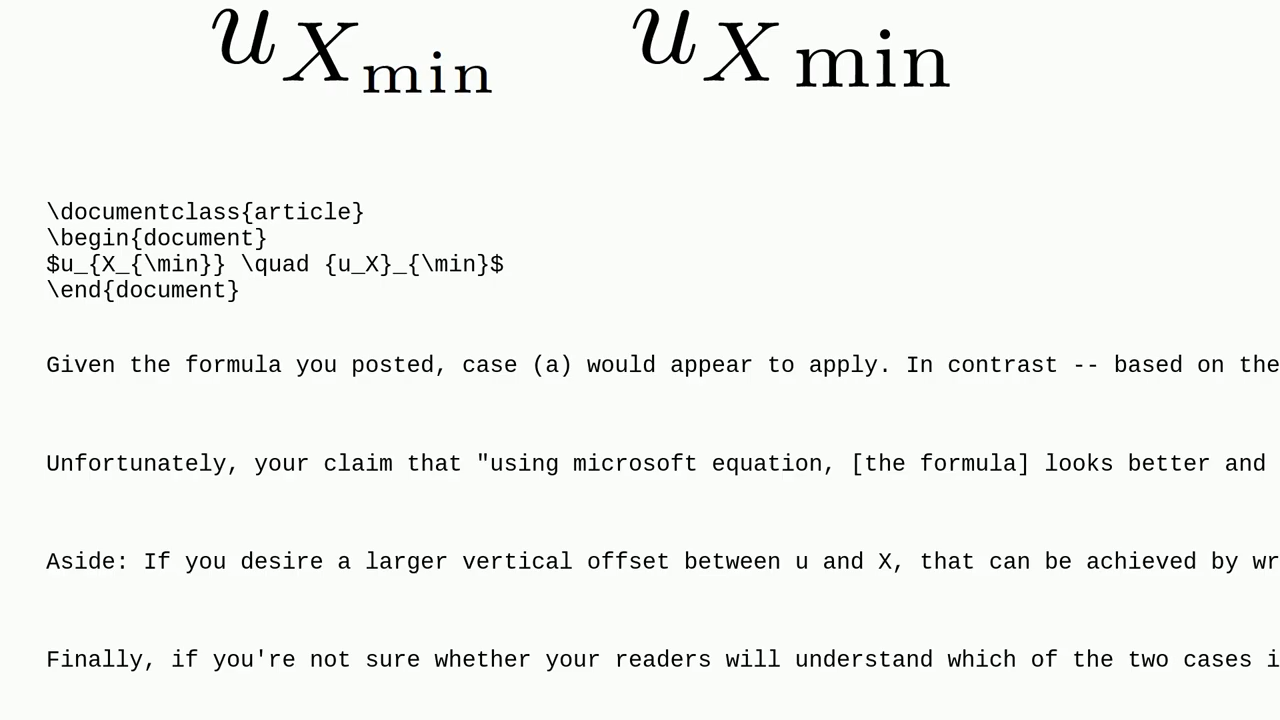 u_{X_{min}} u_X min
\documentclass{article}
\begin{document}
$u_{X_{\min}} \quad {u_X}_{\min}$
\end{document}
Given the formula you posted, case (a) would appear to apply. In contrast -- based on the
Unfortunately, your claim that "using microsoft equation, [the formula] looks better and
Aside: If you desire a larger vertical offset between u and X, that can be achieved by wr
Finally, if you're not sure whether your readers will understand which of the two cases i